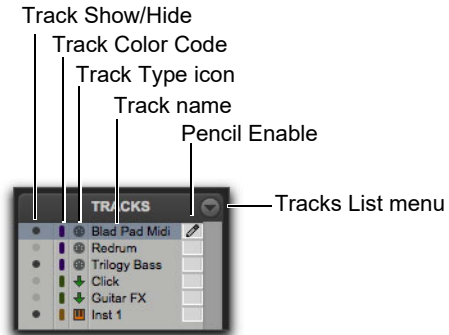 Track Show/Hide
Track Color Code
Track Type icon
Track name
Pencil Enable
Tracks List menu
TRACKS
Blad Pad Midi
Redrum
Trilogy Bass
Click
Guitar FX
Inst 1